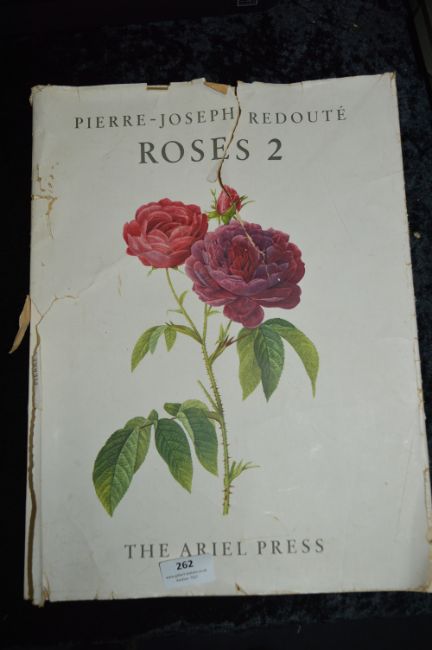 PIERRE-JOSEPH REDOUTÉ
ROSES 2
THE ARIEL PRESS
262